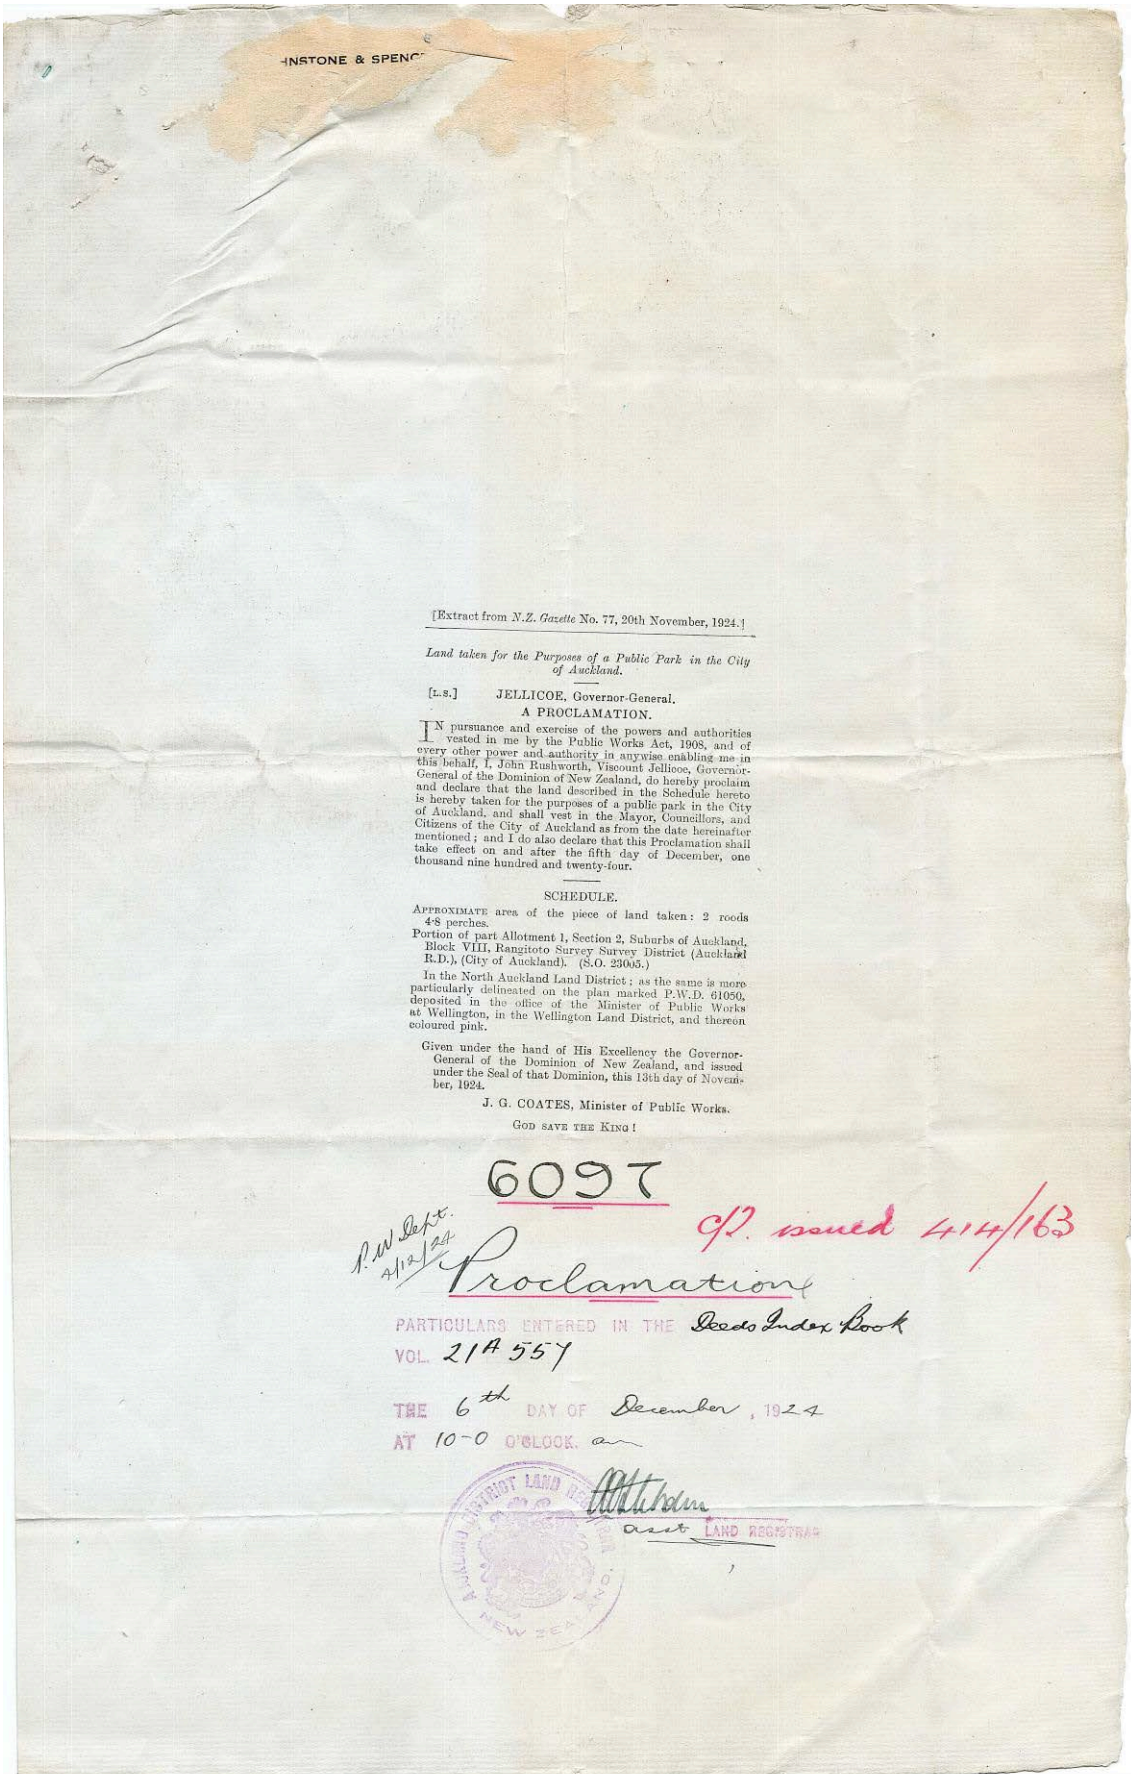 HNSTONE & SPENC
[Extract from N.Z. Gazette No. 77, 20th November, 1924.]
Land taken for the Purposes of a Public Park in the City
of Auckland.
[L.S.] JELLICOE, Governor-General.
A PROCLAMATION.
IN pursuance and exercise of the powers and authorities
vested in me by the Public Works Act, 1908, and of
every other power and authority in anywise enabling me in
this behalf, I, John Rushworth, Viscount Jellicoe, Governor-
General of the Dominion of New Zealand, do hereby proclaim
and declare that the land described in the Schedule hereto
is hereby taken for the purposes of a public park in the City
of Auckland, and shall vest in the Mayor, Councillors, and
Citizens of the City of Auckland as from the date hereinafter
mentioned; and I do also declare that this Proclamation shall
take effect on and after the fifth day of December, one
thousand nine hundred and twenty-four.
SCHEDULE.
APPROXIMATE area of the piece of land taken: 2 roods
4·8 perches.
Portion of part Allotment 1, Section 2, Suburbs of Auckland,
Block VIII, Rangitoto Survey Survey District (Auckland
R.D.), (City of Auckland). (S.O. 23005.)
In the North Auckland Land District; as the same is more
particularly delineated on the plan marked P.W.D. 61050,
deposited in the office of the Minister of Public Works
at Wellington, in the Wellington Land District, and thereon
coloured pink.
Given under the hand of His Excellency the Governor-
General of the Dominion of New Zealand, and issued
under the Seal of that Dominion, this 13th day of Novem-
ber, 1924.
J. G. COATES, Minister of Public Works.
GOD SAVE THE KING!
6097
P.W Dept.
4/12/24
issued 414/163
Proclamation
PARTICULARS ENTERED IN THE Deeds Index Book
VOL. 21A 557
THE 6th DAY OF December, 1924
AT 10-0 O'CLOCK. am
asst LAND REGISTRAR
AUCKLAND DISTRICT LAND REGISTRAR
NEW ZEALAND.